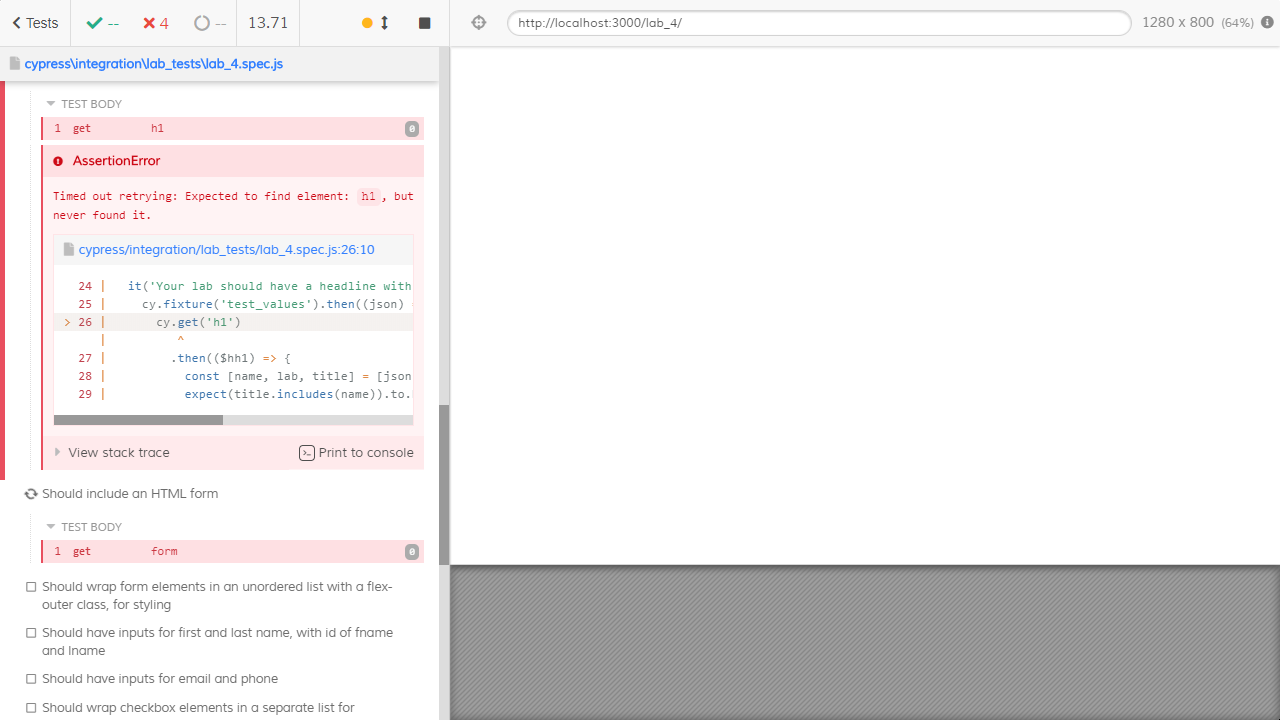 Tests -- 4 -- 13.71 http://localhost:3000/lab_4/ 1280 x 800 (64%)
cypress\integration\lab_tests\lab_4.spec.js
TEST BODY
1 get h1 0
AssertionError
Timed out retrying: Expected to find element: h1, but
never found it.
cypress/integration/lab_tests/lab_4.spec.js:26:10
24 | it('Your lab should have a headline with
25 | cy.fixture('test_values').then((json)
> 26 | cy.get('h1')
| ^
27 | .then(($hh1) => {
28 | const [name, lab, title] = [json
29 | expect(title.includes(name)).to.
View stack trace Print to console
Should include an HTML form
TEST BODY
1 get form 0
Should wrap form elements in an unordered list with a flex-
outer class, for styling
Should have inputs for first and last name, with id of fname
and lname
Should have inputs for email and phone
Should wrap checkbox elements in a separate list for